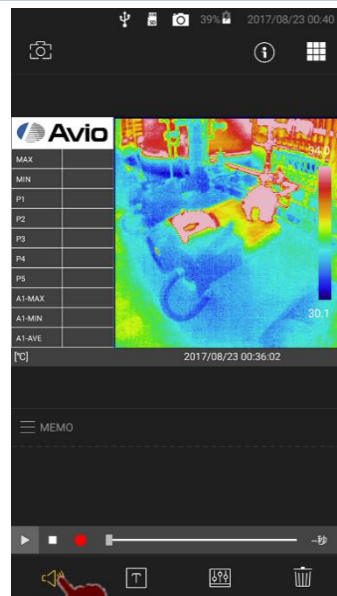 39% 2017/08/23 00:40
Avio
MAX
MIN
P1
P2
P3
P4
P5
A1-MAX
A1-MIN
A1-AVE
34.0
30.1
[℃] 2017/08/23 00:36:02
MEMO
--秒
T